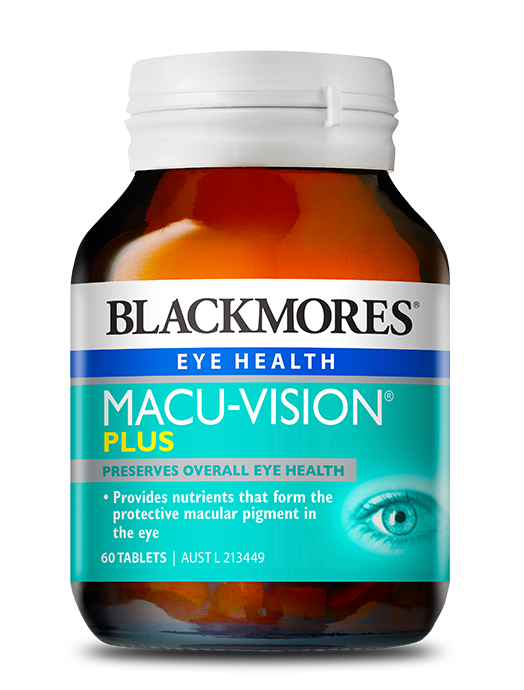 BLACKMORES®
EYE HEALTH
MACU-VISION®
PLUS
PRESERVES OVERALL EYE HEALTH
• Provides nutrients that form the
protective macular pigment in
the eye
60 TABLETS | AUST L 213449